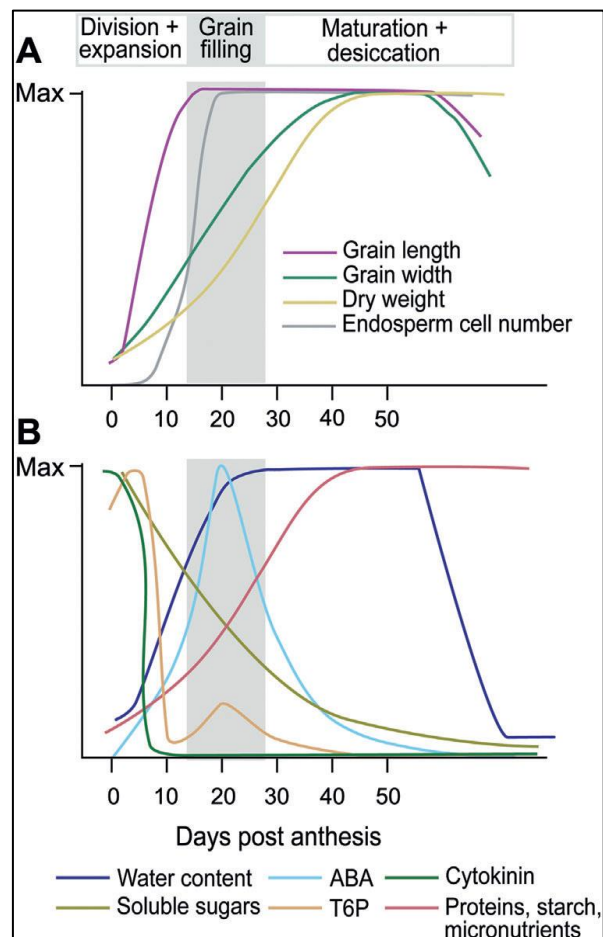 Division + expansion
Grain filling
Maturation + desiccation
A
Max
Grain length
Grain width
Dry weight
Endosperm cell number
0 10 20 30 40 50
B
Max
0 10 20 30 40 50
Days post anthesis
Water content
ABA
Cytokinin
Soluble sugars
T6P
Proteins, starch,
micronutrients